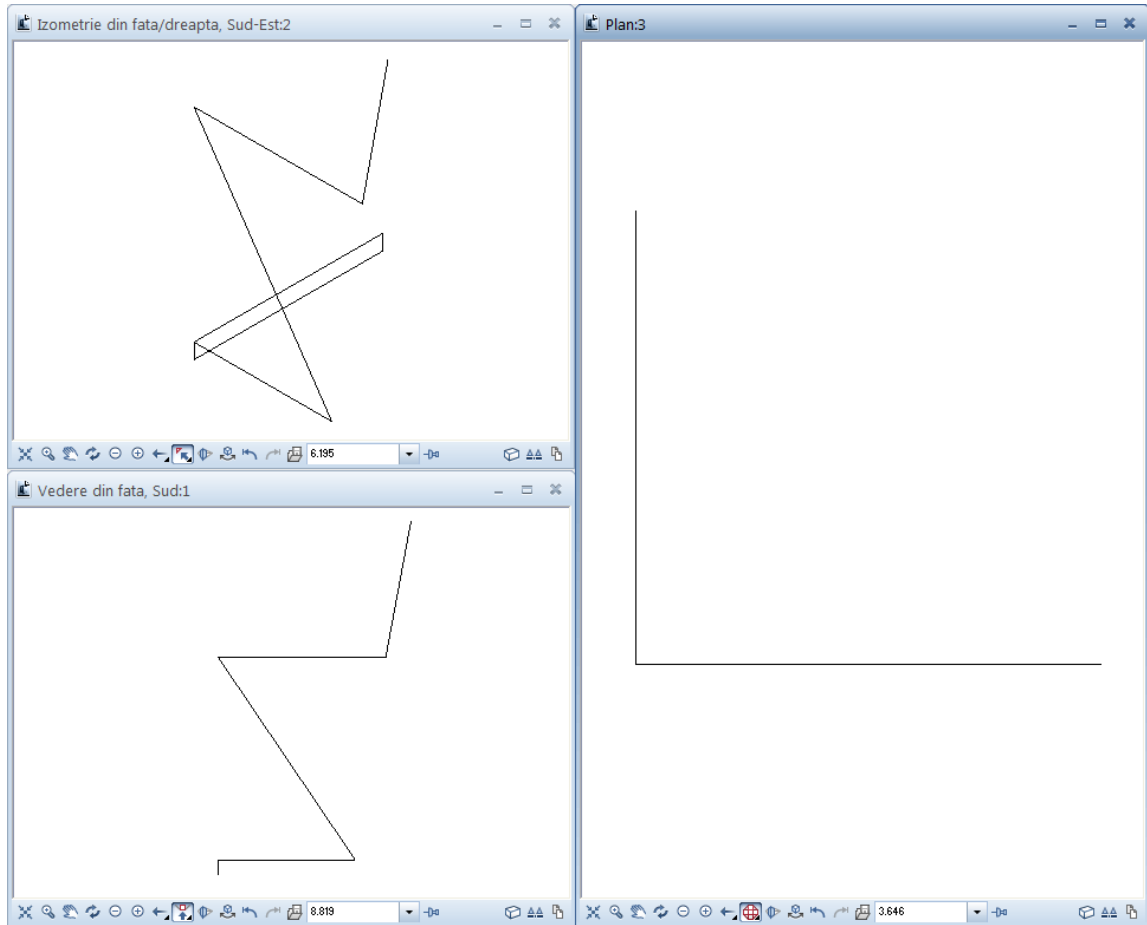 Izometrie din fata/dreapta, Sud-Est:2
6.195
Vedere din fata, Sud:1
8.819
Plan:3
3.646